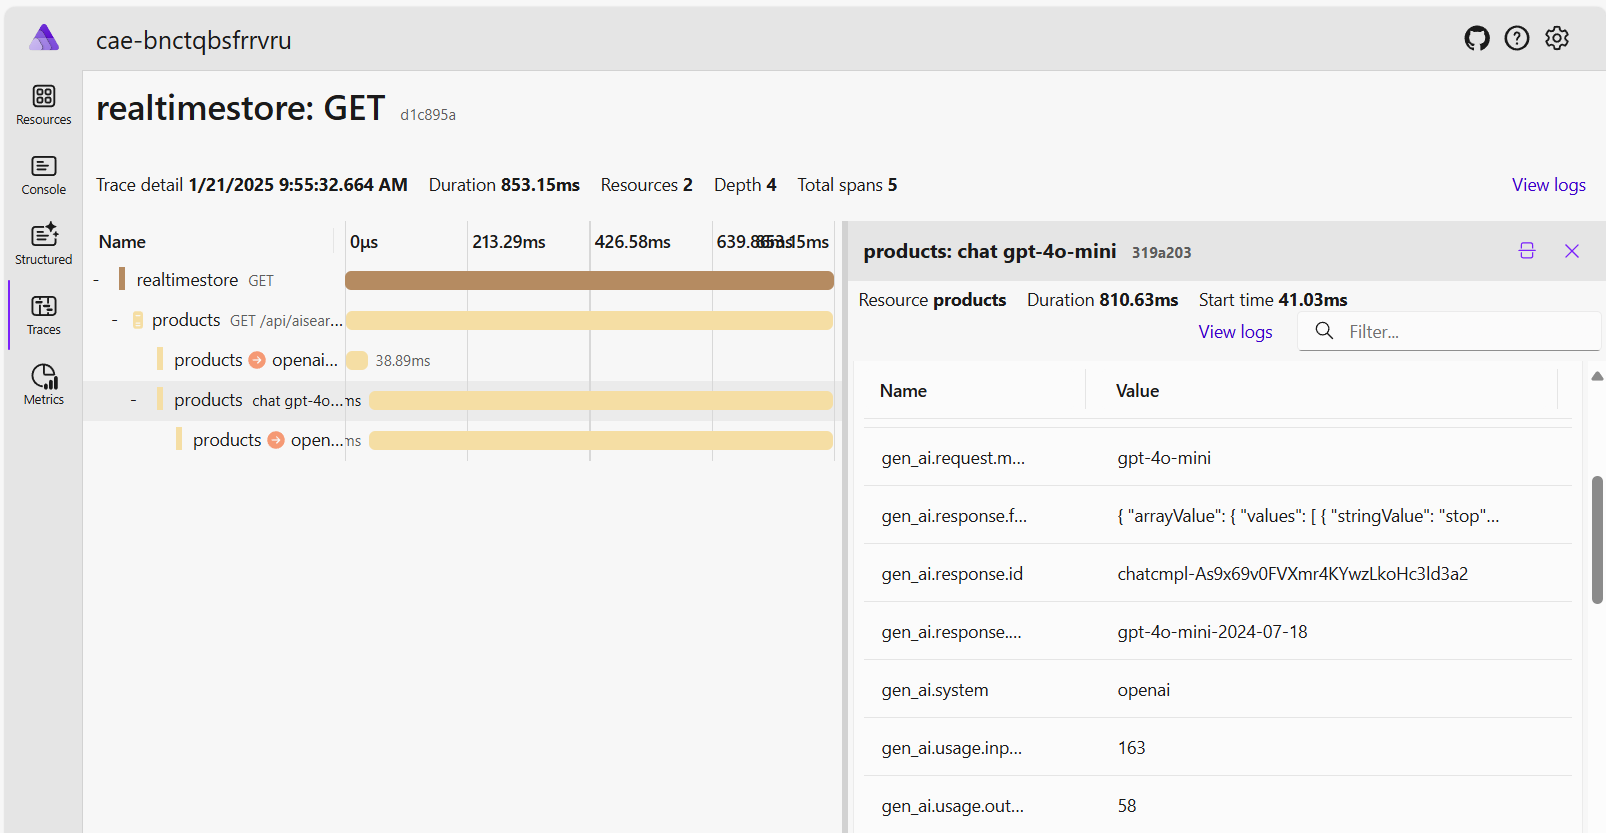 cae-bnctqbsfrrvru
Resources
Console
Structured
Traces
Metrics
realtimestore: GET d1c895a
Trace detail 1/21/2025 9:55:32.664 AM Duration 853.15ms Resources 2 Depth 4 Total spans 5 View logs
Name 0µs 213.29ms 426.58ms 639.86ms 853.15ms
- realtimestore GET
- products GET /api/aisear...
products openai... 38.89ms
- products chat gpt-4o...ms
products open...ms
products: chat gpt-4o-mini 319a203
Resource products Duration 810.63ms Start time 41.03ms
View logs Filter...
Name Value
gen_ai.request.m... gpt-4o-mini
gen_ai.response.f... { "arrayValue": { "values": [ { "stringValue": "stop"...
gen_ai.response.id chatcmpl-As9x69v0FVXmr4KYwzLkoHc3ld3a2
gen_ai.response.... gpt-4o-mini-2024-07-18
gen_ai.system openai
gen_ai.usage.inp... 163
gen_ai.usage.out... 58